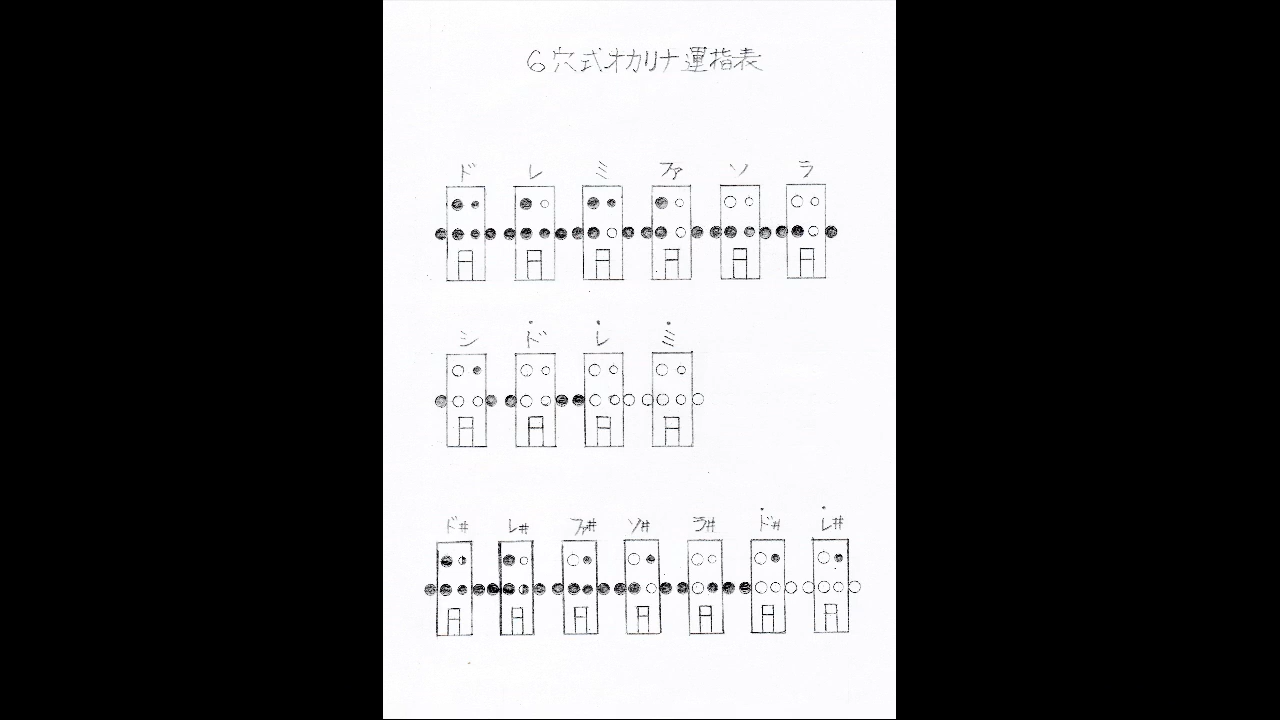 6穴式オカリナ運指表
ド レ ミ ファ ソ ラ
シ ド レ ミ
ド# レ# ファ# ソ# ラ# ド# レ#